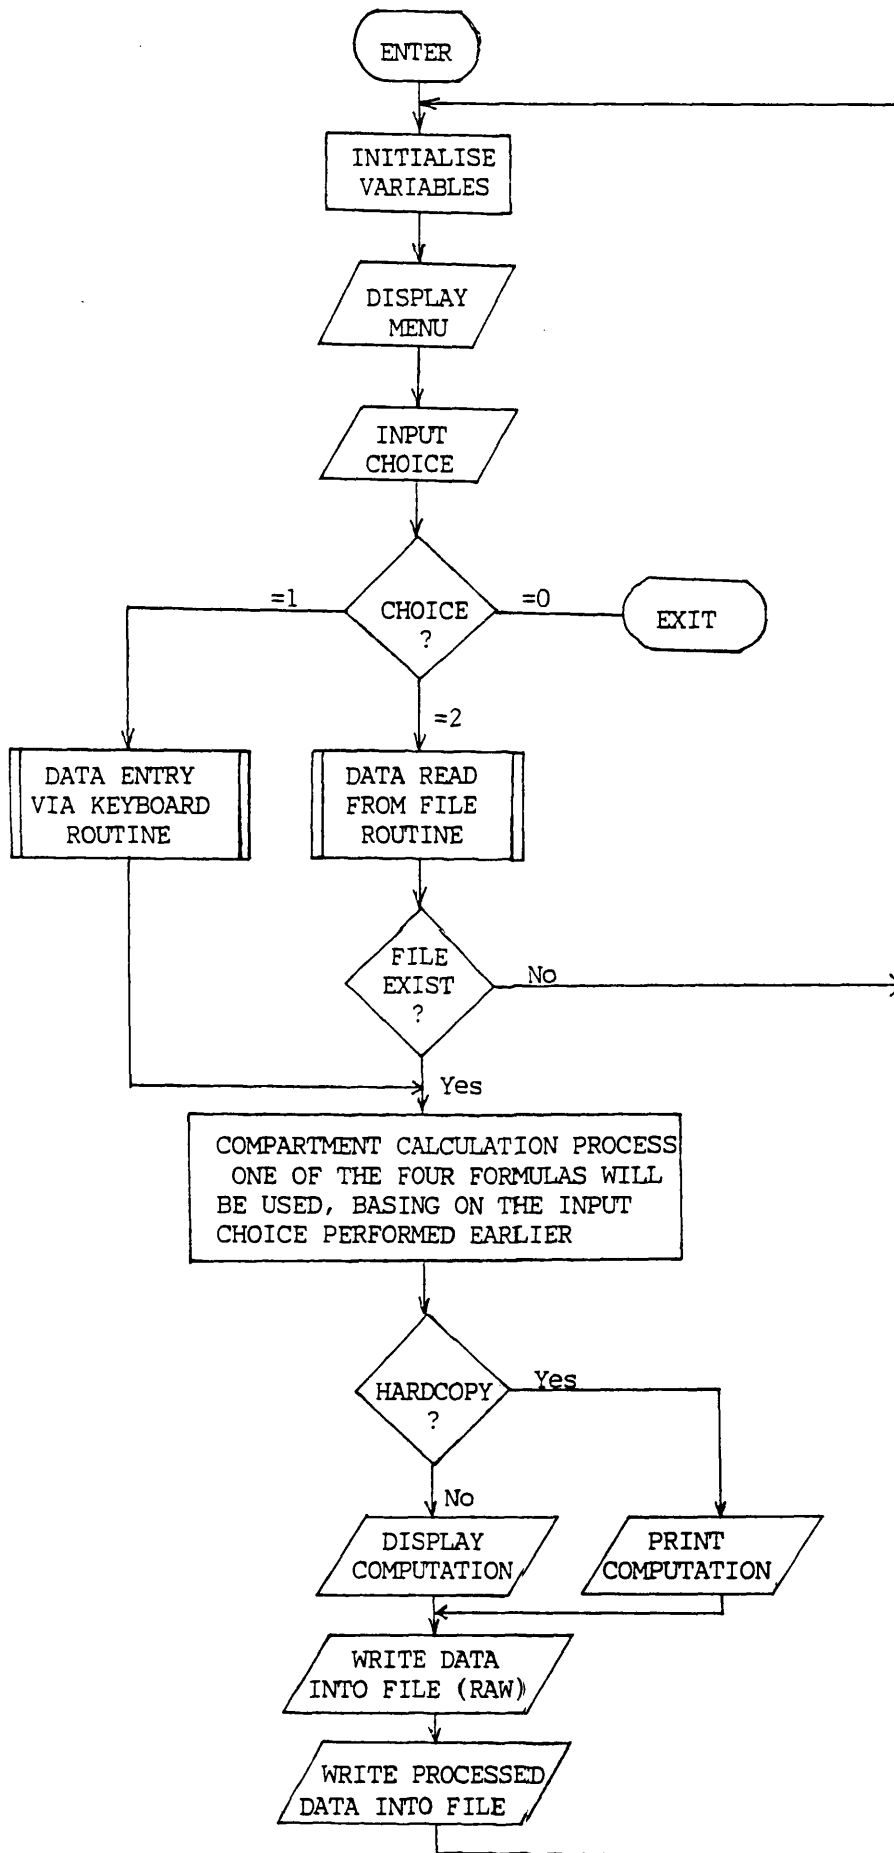 ENTER
INITIALISE
VARIABLES
DISPLAY
MENU
INPUT
CHOICE
=1
CHOICE
?
=0
EXIT
=2
DATA ENTRY
VIA KEYBOARD
ROUTINE
DATA READ
FROM FILE
ROUTINE
FILE
EXIST
?
No
Yes
COMPARTMENT CALCULATION PROCESS
ONE OF THE FOUR FORMULAS WILL
BE USED, BASING ON THE INPUT
CHOICE PERFORMED EARLIER
HARDCOPY
?
Yes
No
DISPLAY
COMPUTATION
PRINT
COMPUTATION
WRITE DATA
INTO FILE (RAW)
WRITE PROCESSED
DATA INTO FILE